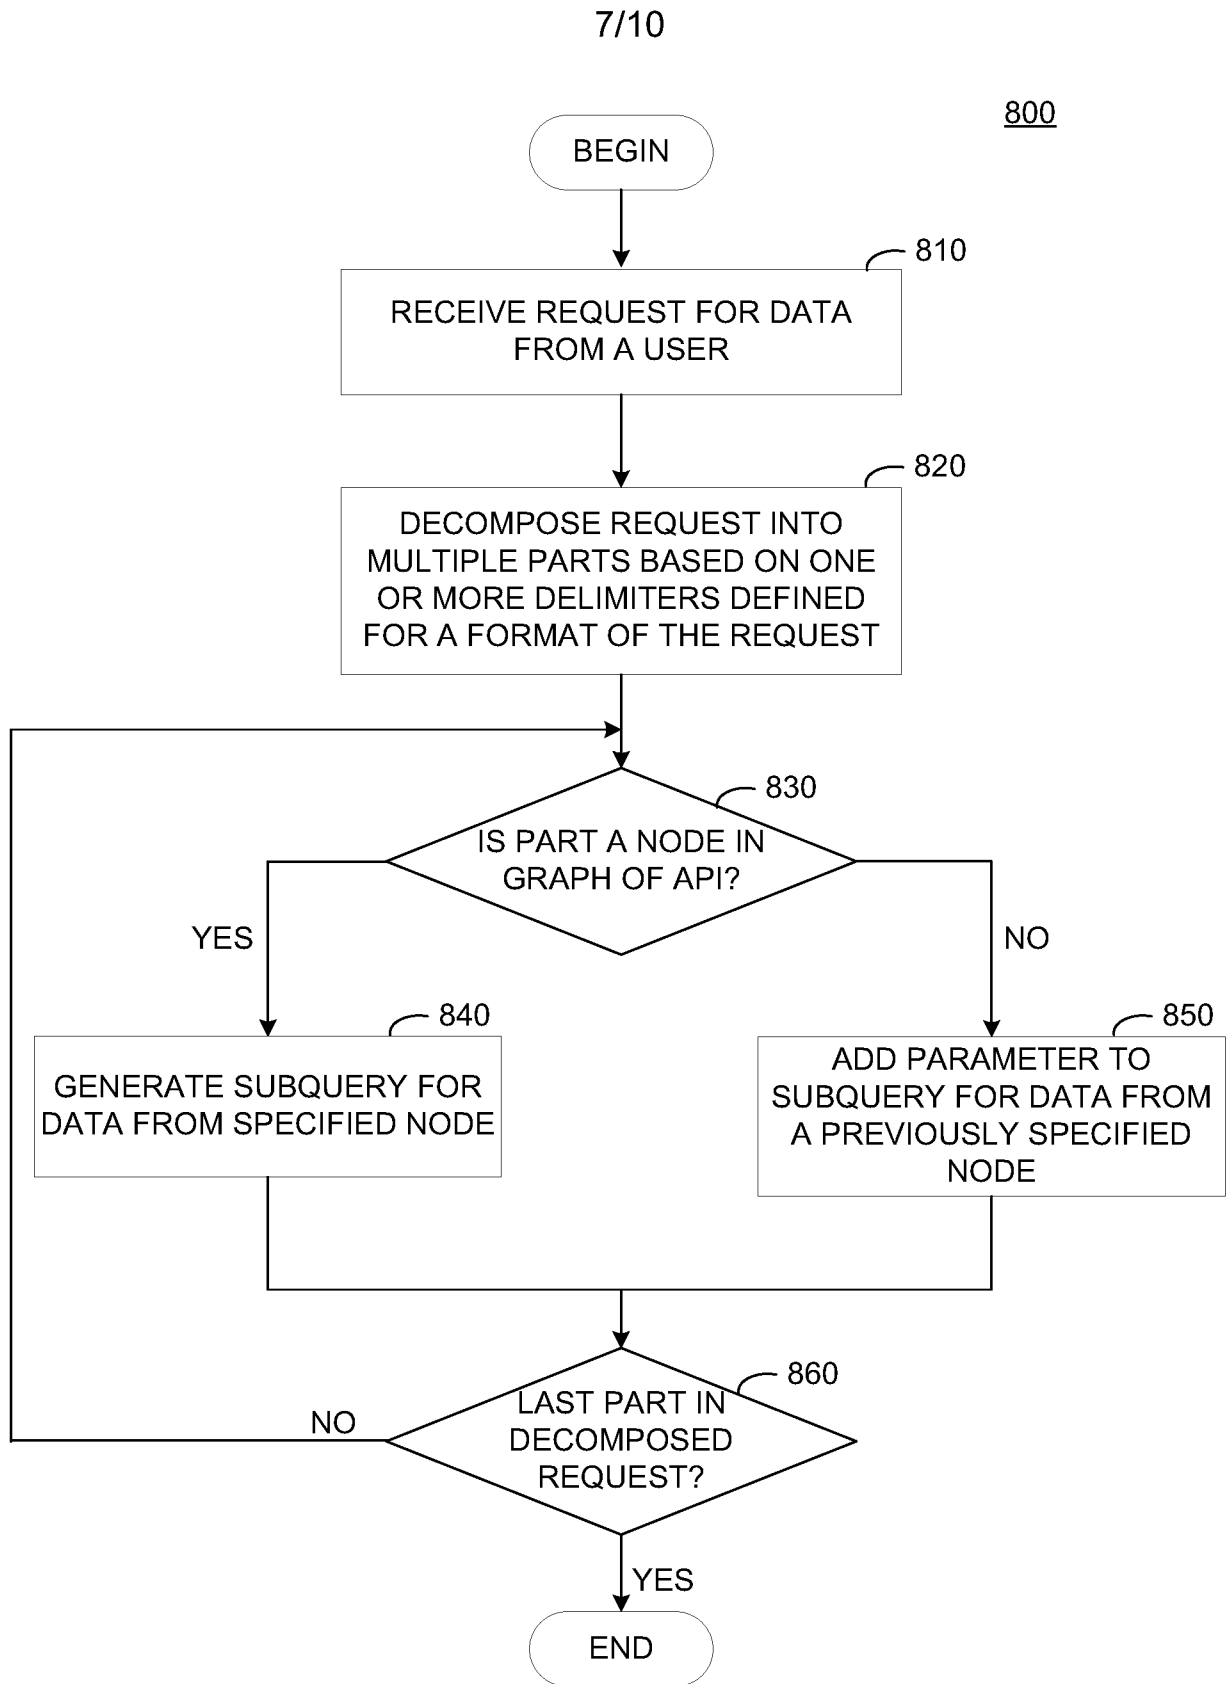 7/10
800
BEGIN
810
RECEIVE REQUEST FOR DATA
FROM A USER
820
DECOMPOSE REQUEST INTO
MULTIPLE PARTS BASED ON ONE
OR MORE DELIMITERS DEFINED
FOR A FORMAT OF THE REQUEST
830
IS PART A NODE IN
GRAPH OF API?
YES
NO
840
GENERATE SUBQUERY FOR
DATA FROM SPECIFIED NODE
850
ADD PARAMETER TO
SUBQUERY FOR DATA FROM
A PREVIOUSLY SPECIFIED
NODE
860
LAST PART IN
DECOMPOSED
REQUEST?
NO
YES
END